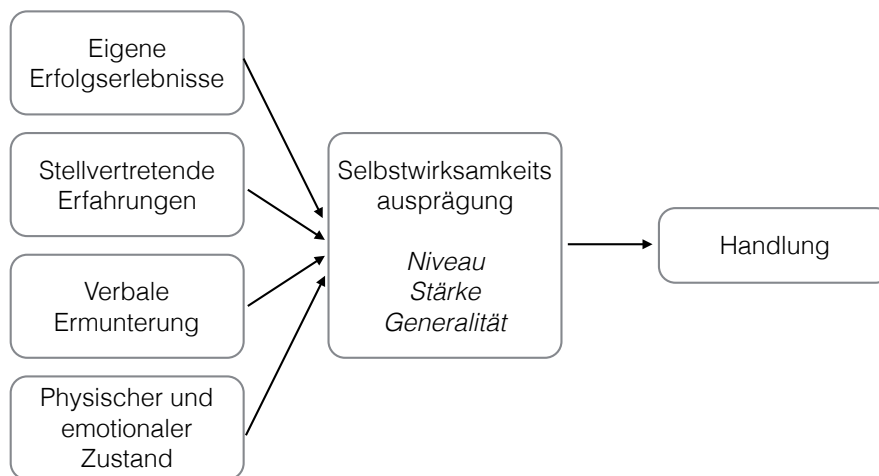 Eigene
Erfolgserlebnisse
Stellvertretende
Erfahrungen
Verbale
Ermunterung
Physischer und
emotionaler
Zustand
Selbstwirksamkeits
ausprägung
Niveau
Stärke
Generalität
Handlung